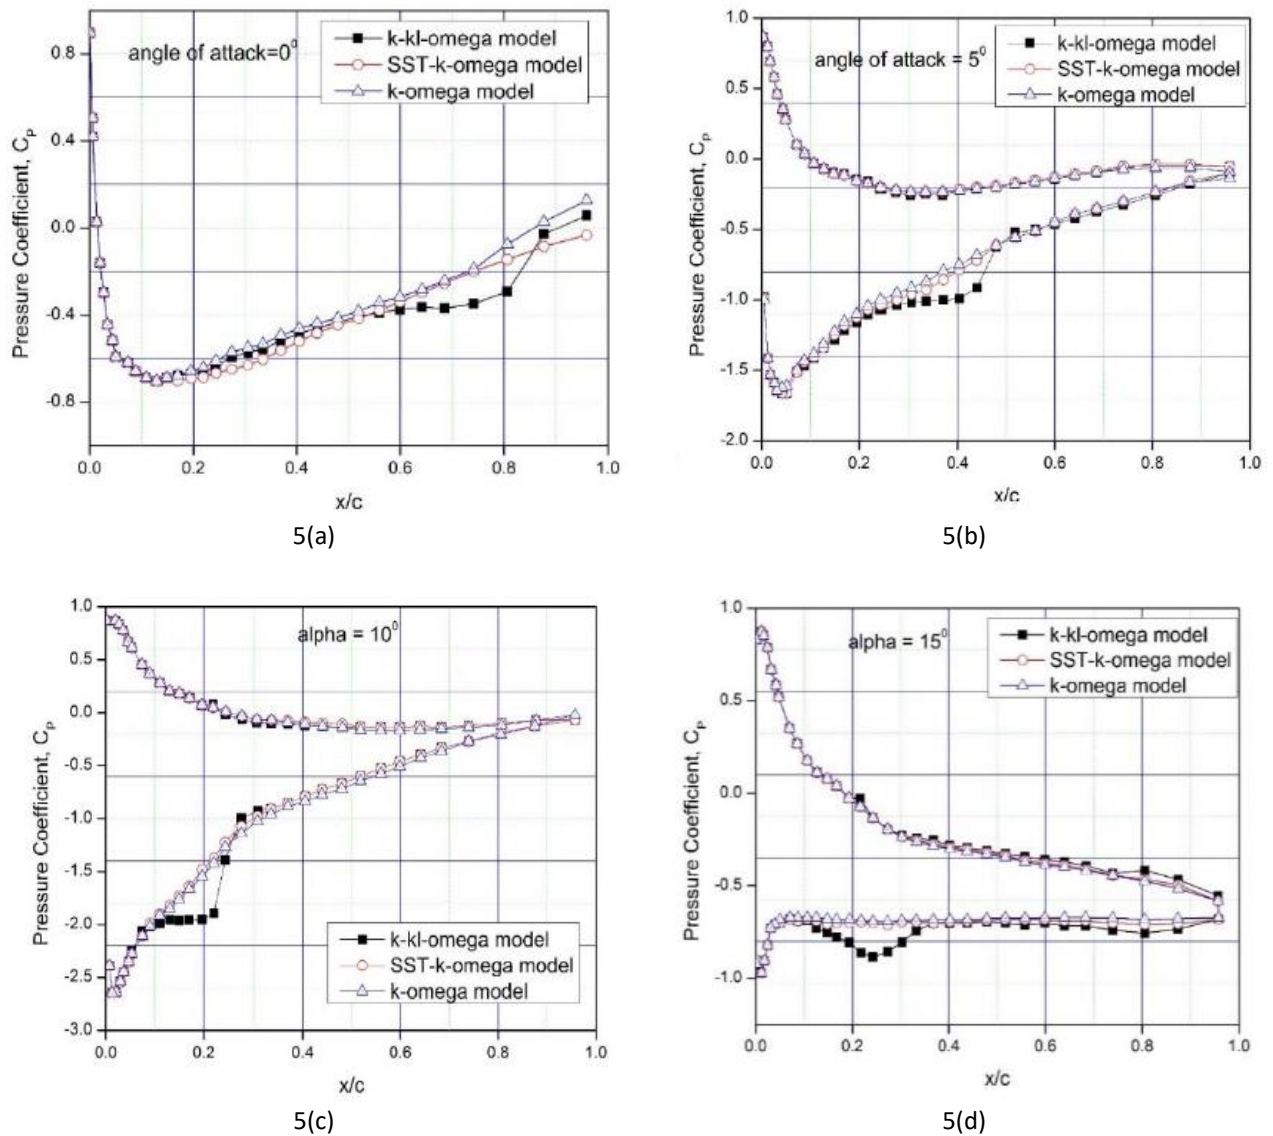 angle of attack=0⁰
k-kl-omega model
SST-k-omega model
k-omega model
Pressure Coefficient, C_P
0.8
0.4
0.0
-0.4
-0.8
0.0 0.2 0.4 0.6 0.8 1.0
x/c
5(a)
angle of attack = 5⁰
k-kl-omega model
SST-k-omega model
k-omega model
Pressure Coefficient, C_P
1.0
0.5
0.0
-0.5
-1.0
-1.5
-2.0
0.0 0.2 0.4 0.6 0.8 1.0
x/c
5(b)
alpha = 10⁰
Pressure Coefficient, C_P
1.0
0.5
0.0
-0.5
-1.0
-1.5
-2.0
-2.5
-3.0
k-kl-omega model
SST-k-omega model
k-omega model
0.0 0.2 0.4 0.6 0.8 1.0
x/c
5(c)
alpha = 15⁰
k-kl-omega model
SST-k-omega model
k-omega model
Pressure Coefficient, C_P
1.0
0.5
0.0
-0.5
-1.0
0.0 0.2 0.4 0.6 0.8 1.0
x/c
5(d)